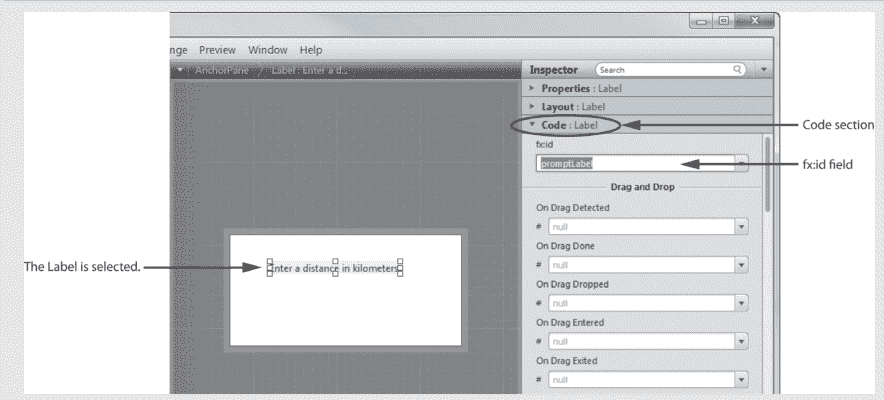 nge Preview Window Help
AnchorPane Label : Enter a d..
Inspector Search
Properties : Label
Layout : Label
Code : Label
Code section
fx:id
promptLabel
fx:id field
Drag and Drop
On Drag Detected
# null
On Drag Done
# null
The Label is selected.
Enter a distance in kilometers
On Drag Dropped
# null
On Drag Entered
# null
On Drag Exited
# null